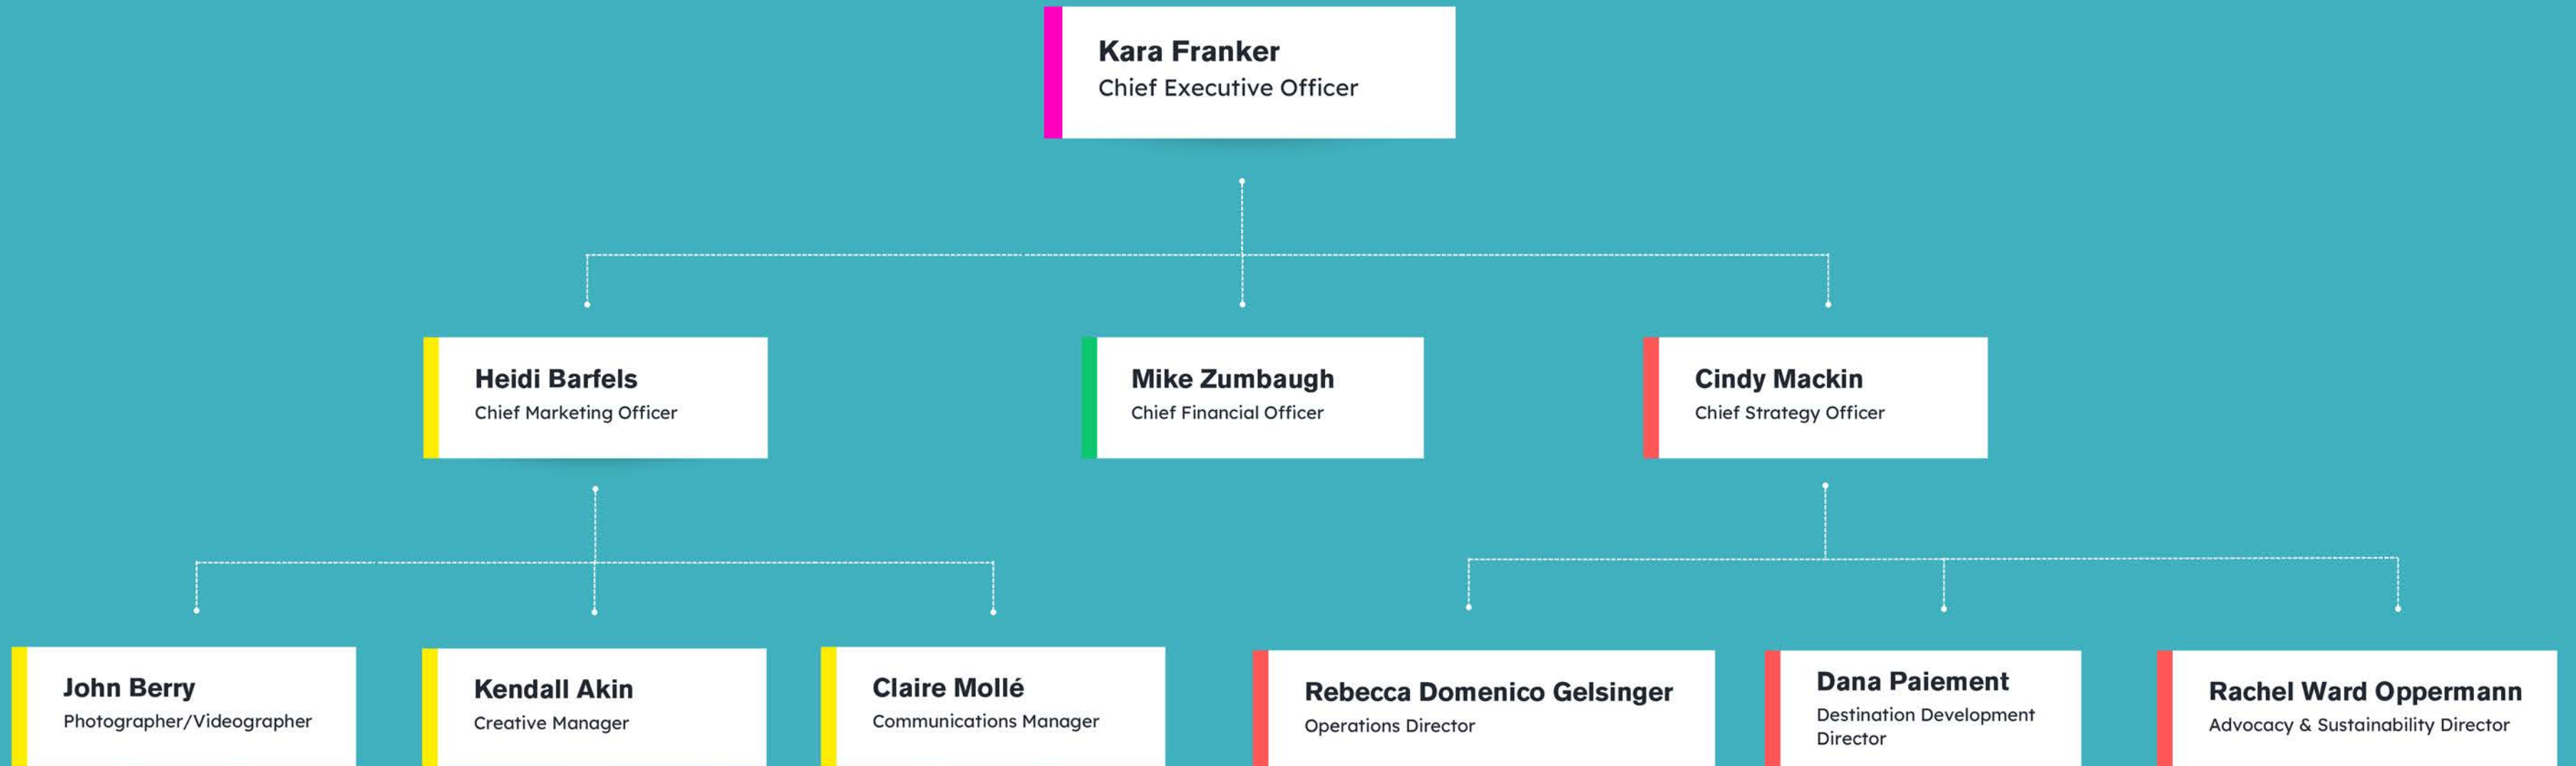 Kara Franker
Chief Executive Officer
Heidi Barfels
Chief Marketing Officer
Mike Zumbaugh
Chief Financial Officer
Cindy Mackin
Chief Strategy Officer
John Berry
Photographer/Videographer
Kendall Akin
Creative Manager
Claire Mollé
Communications Manager
Rebecca Domenico Gelsinger
Operations Director
Dana Paiement
Destination Development
Director
Rachel Ward Oppermann
Advocacy & Sustainability Director